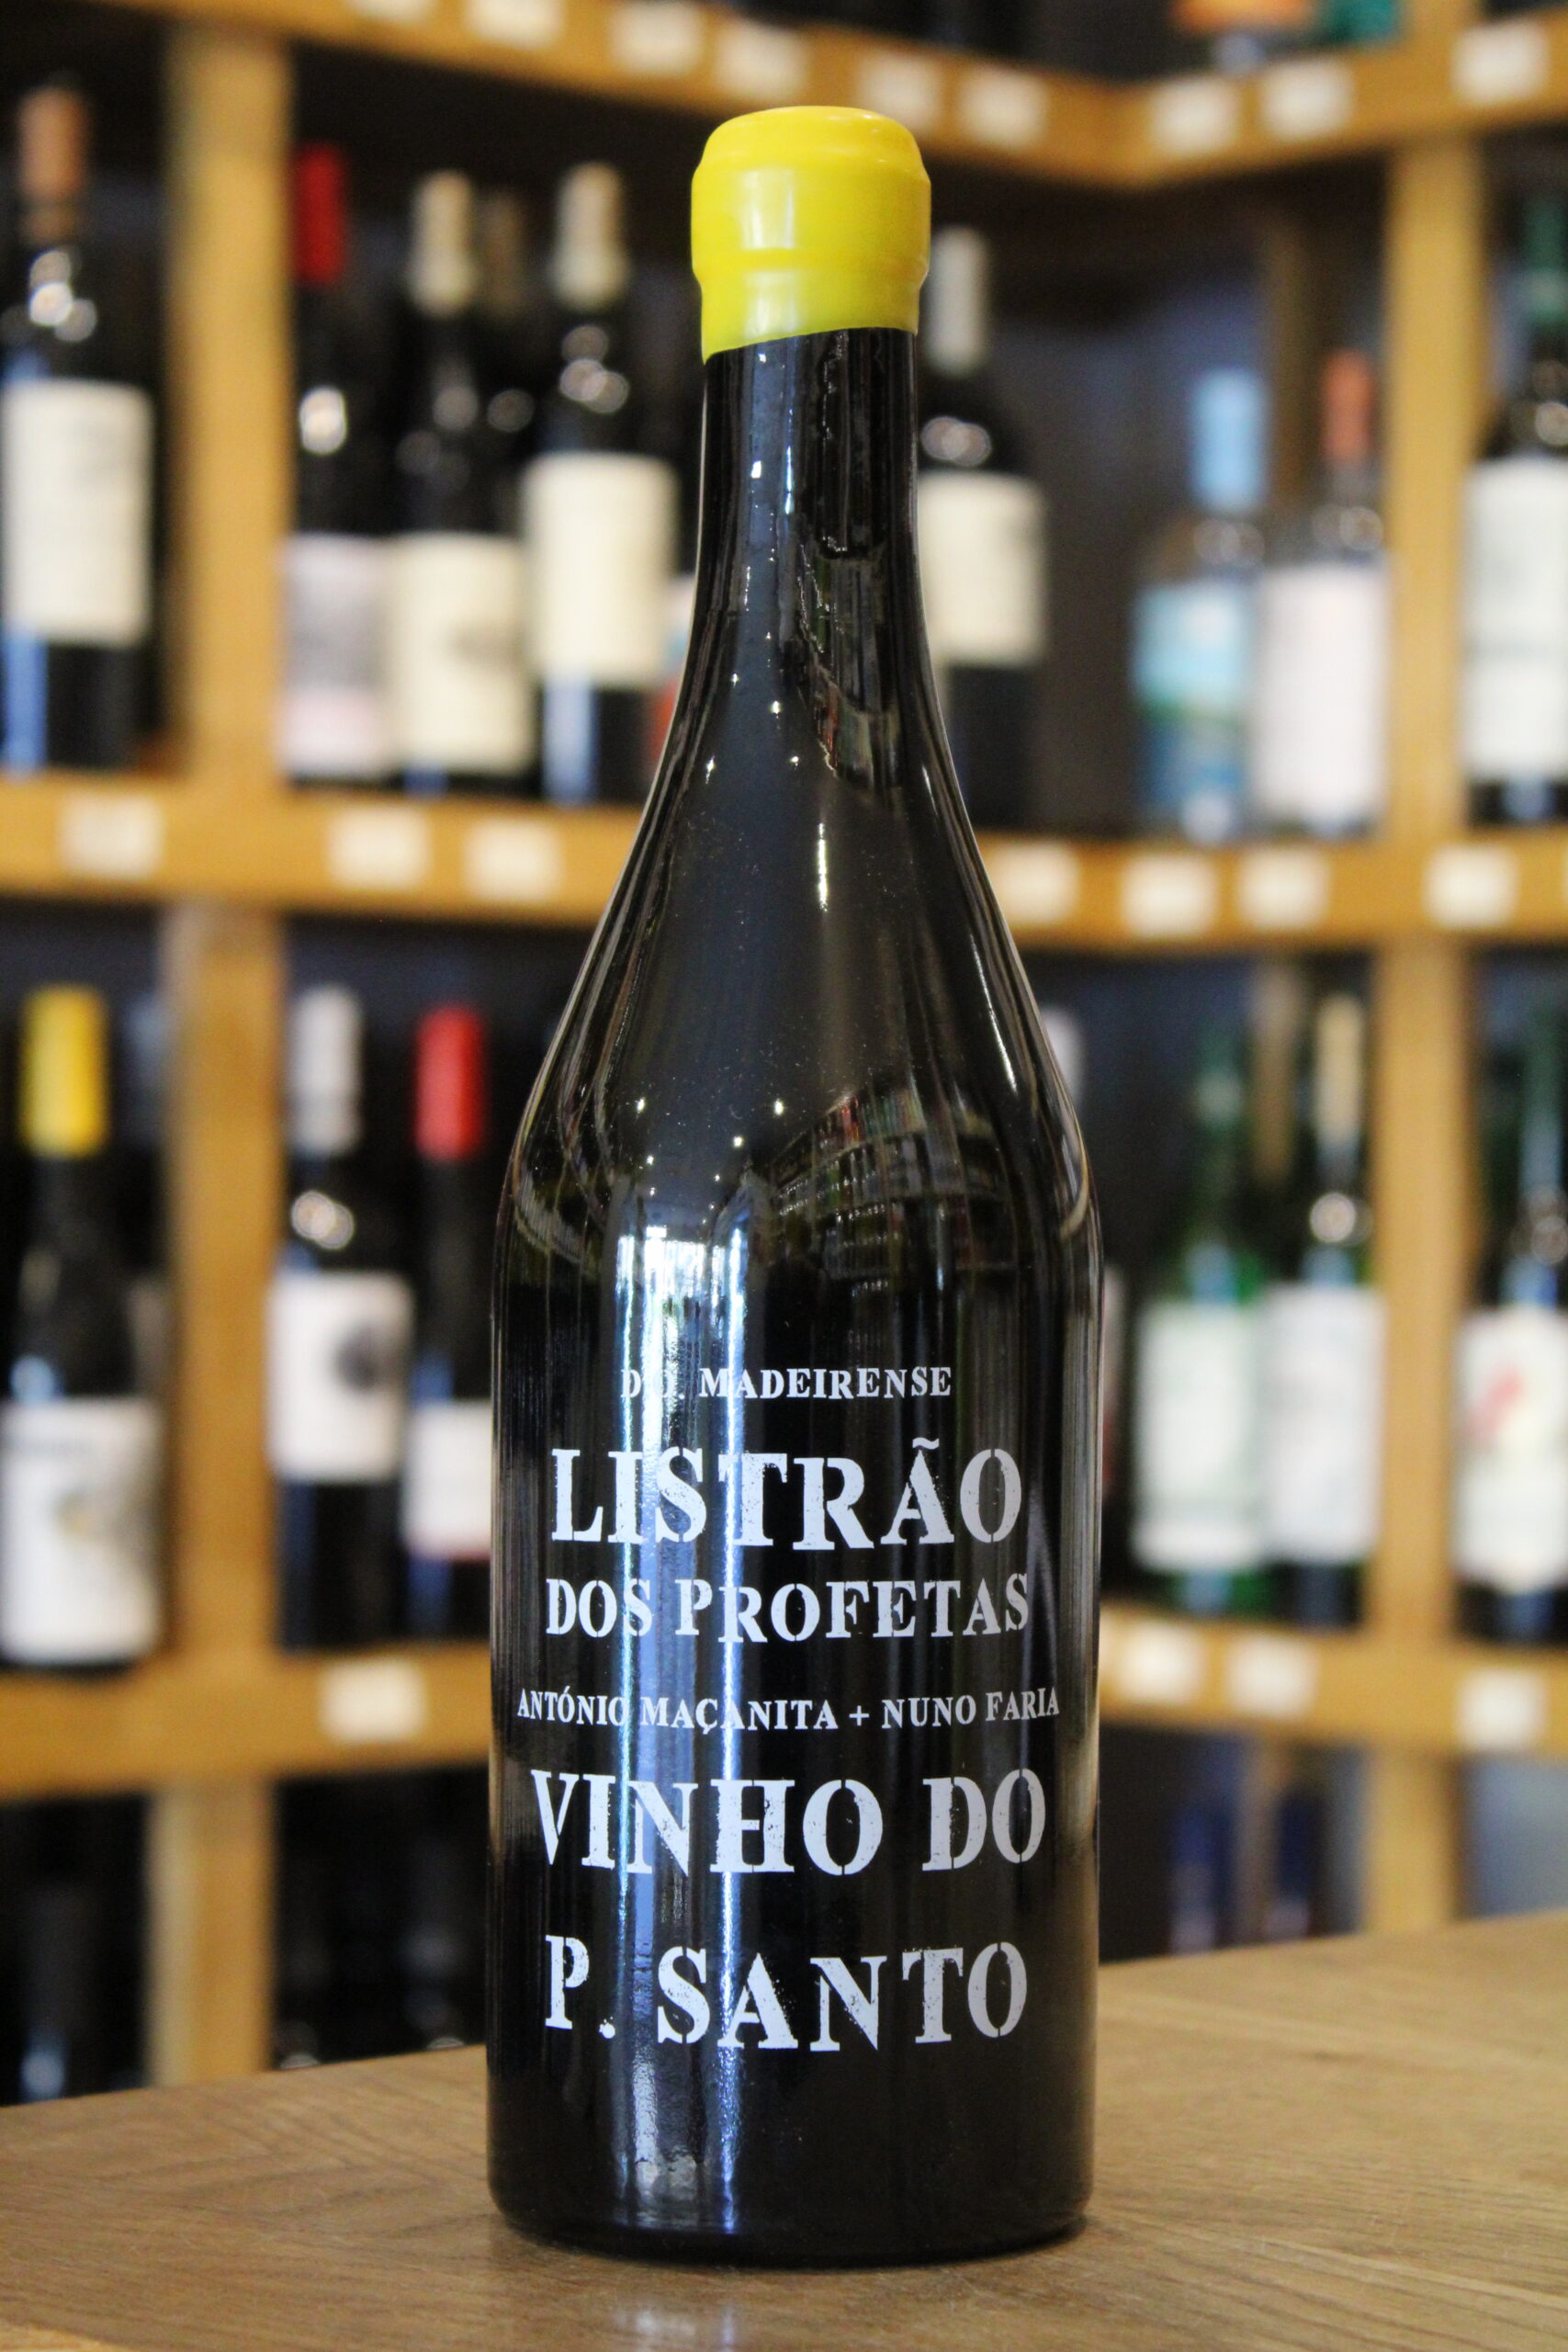 D.O. MADEIRENSE
LISTRÃO
DOS PROFETAS
ANTÓNIO MAÇANITA + NUNO FARIA
VINHO DO
P. SANTO